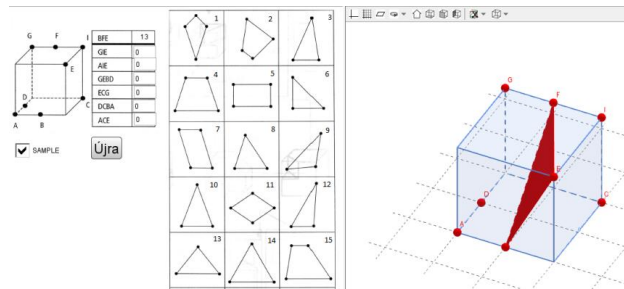 G F I
E
D
C
A B
BFE 13
GIE 0
AIE 0
GEBD 0
ECG 0
DCBA 0
ACE 0
SAMPLE
Újra
1 2 3
4 5 6
7 8 9
10 11 12
13 14 15
G
F
I
E
D
C
A